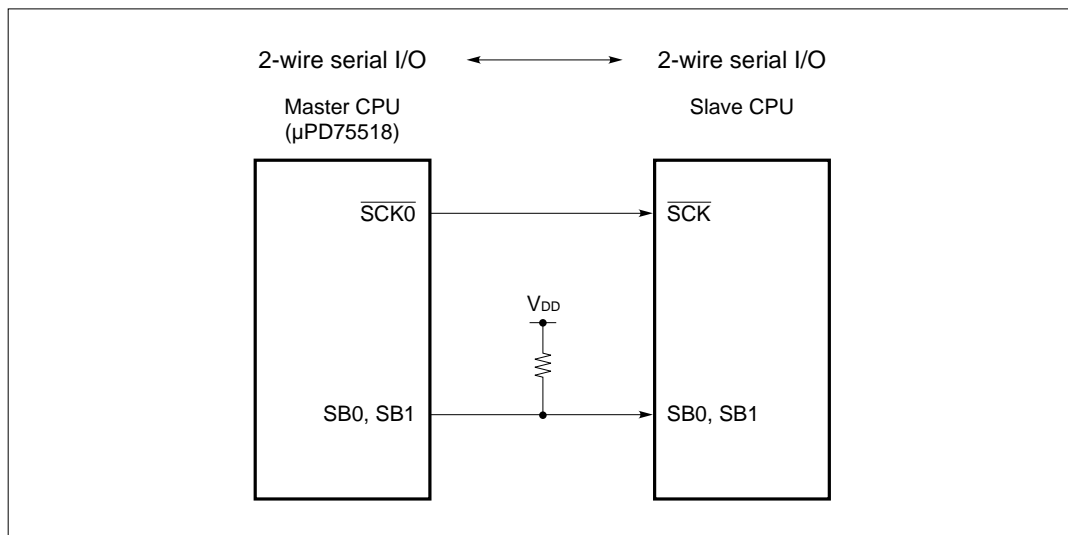 2-wire serial I/O 2-wire serial I/O
Master CPU Slave CPU
(µPD75518)
SCK0 SCK
VDD
SB0, SB1 SB0, SB1